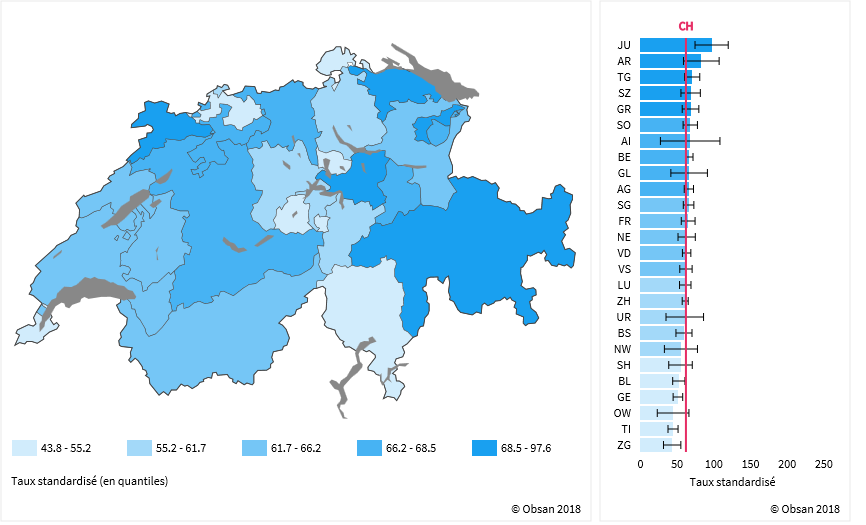 43.8 - 55.2
55.2 - 61.7
61.7 - 66.2
66.2 - 68.5
68.5 - 97.6
Taux standardisé (en quantiles)
© Obsan 2018
CH
JU
AR
TG
SZ
GR
SO
AI
BE
GL
AG
SG
FR
NE
VD
VS
LU
ZH
UR
BS
NW
SH
BL
GE
OW
TI
ZG
0 50 100 150 200 250
Taux standardisé
© Obsan 2018